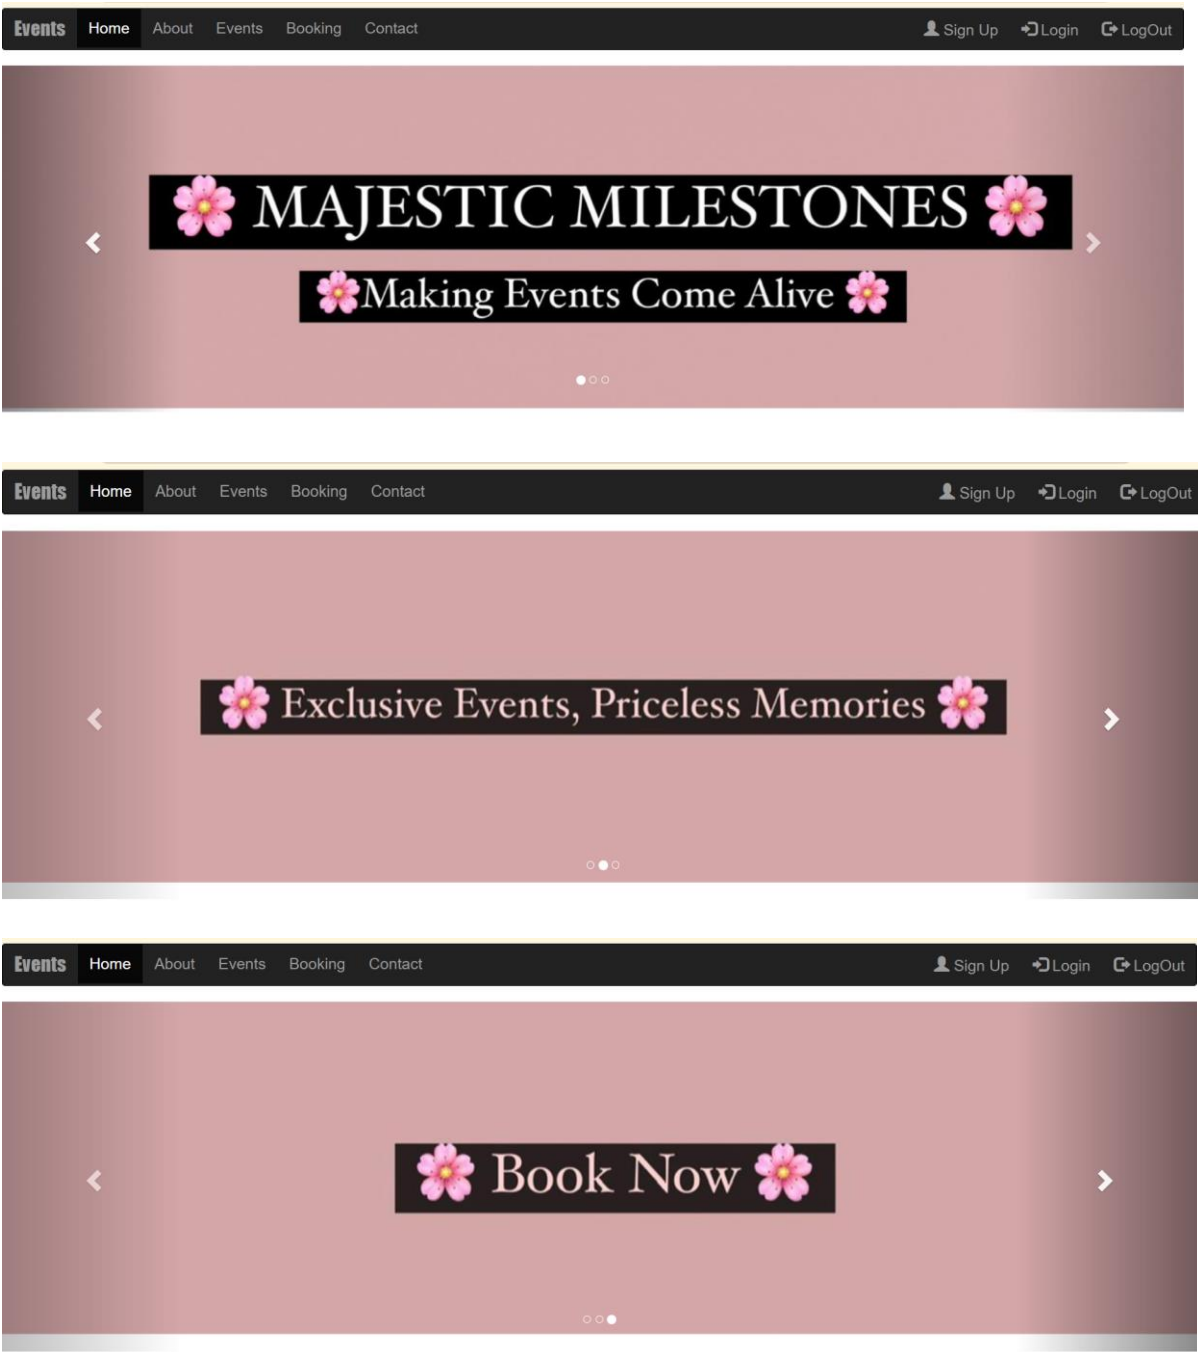 Events Home About Events Booking Contact Sign Up Login LogOut
🌸 MAJESTIC MILESTONES 🌸
🌸Making Events Come Alive 🌸
Events Home About Events Booking Contact Sign Up Login LogOut
🌸 Exclusive Events, Priceless Memories 🌸
Events Home About Events Booking Contact Sign Up Login LogOut
🌸 Book Now 🌸